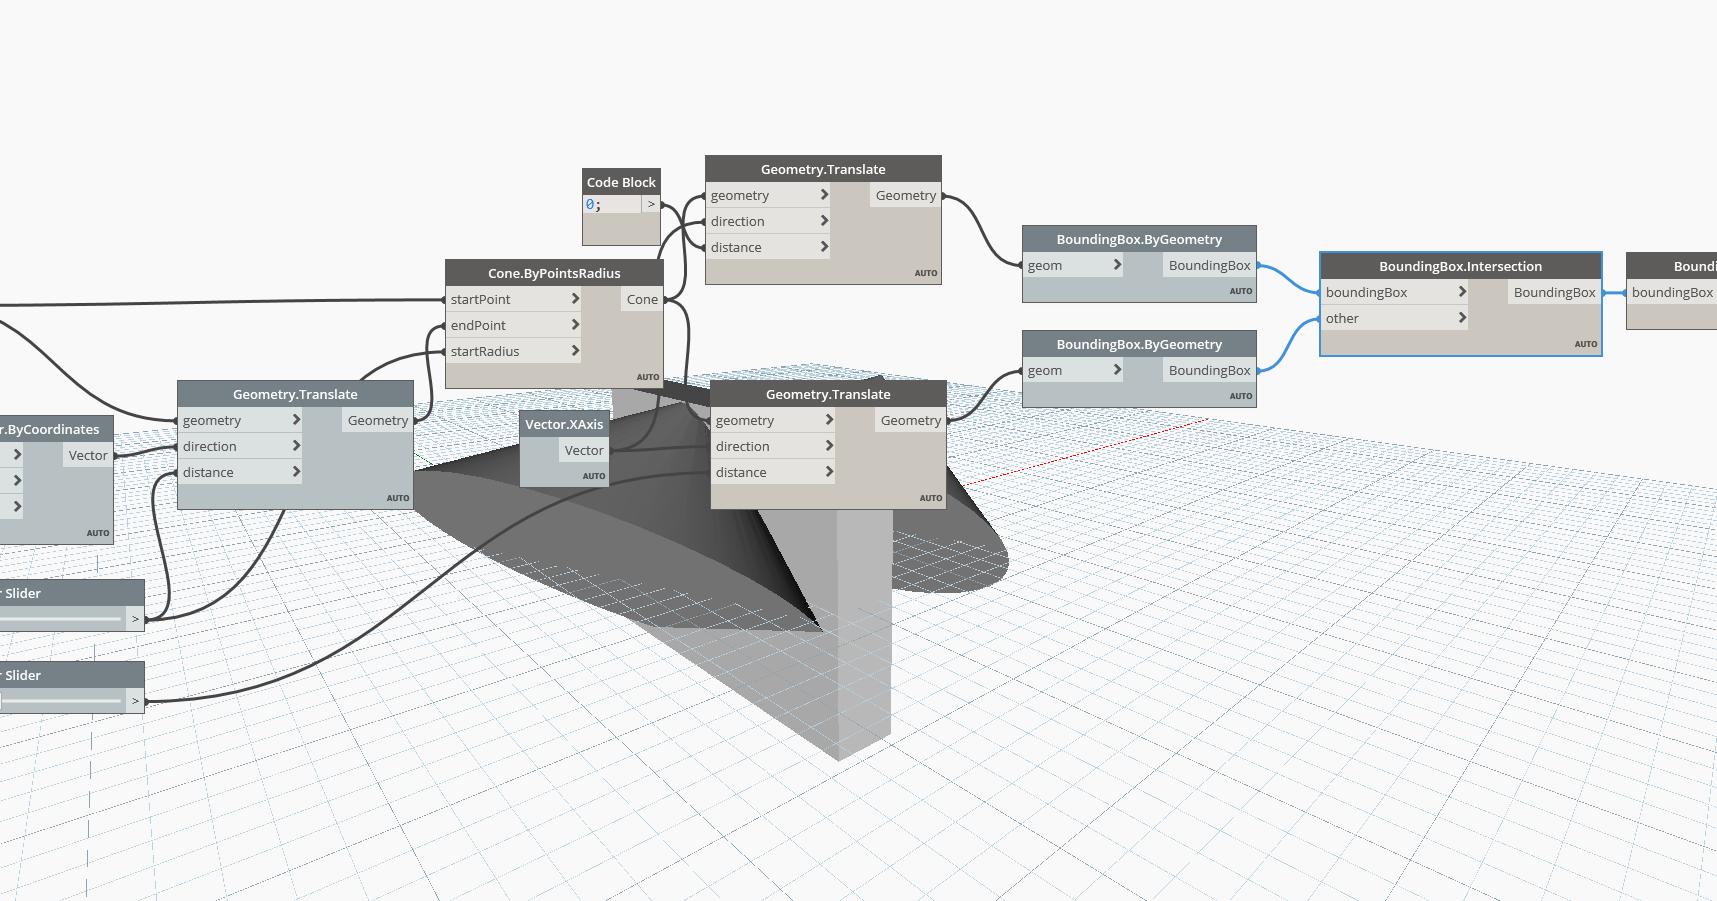 Geometry.Translate
geometry
direction
distance
Geometry
AUTO
Code Block
0;
>
Cone.ByPointsRadius
startPoint
endPoint
startRadius
Cone
AUTO
BoundingBox.ByGeometry
geom
BoundingBox
AUTO
BoundingBox.Intersection
boundingBox
other
BoundingBox
AUTO
Boundi
boundingBox
BoundingBox.ByGeometry
geom
BoundingBox
AUTO
Geometry.Translate
geometry
direction
distance
Geometry
AUTO
Vector.XAxis
Vector
AUTO
Geometry.Translate
geometry
direction
distance
Geometry
AUTO
r.ByCoordinates
Vector
AUTO
r Slider
>
r Slider
>